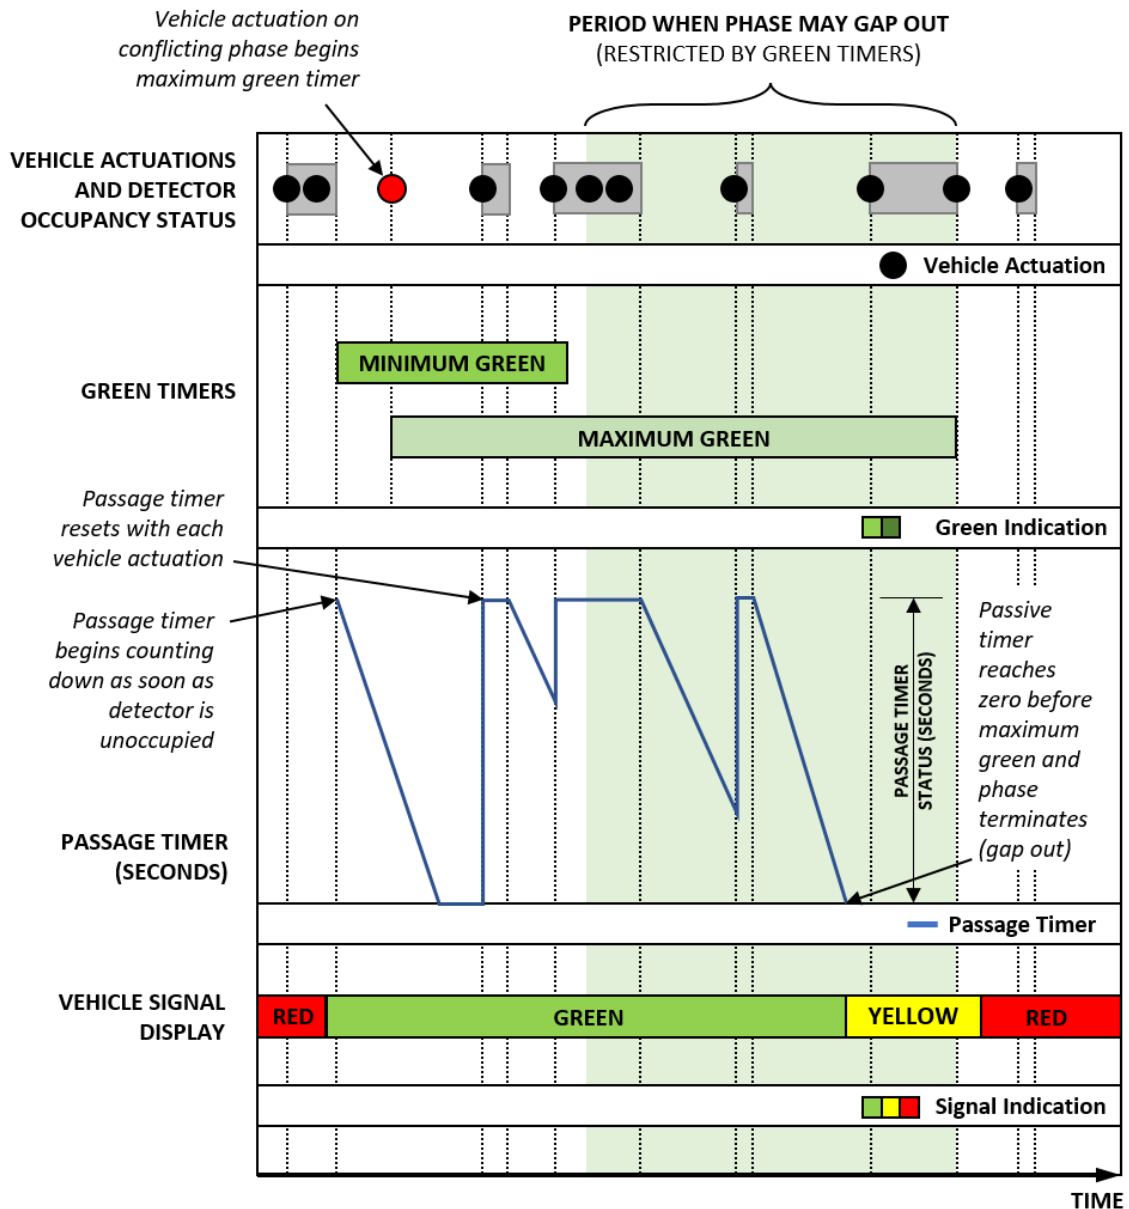 Vehicle actuation on
conflicting phase begins
maximum green timer
PERIOD WHEN PHASE MAY GAP OUT
(RESTRICTED BY GREEN TIMERS)
VEHICLE ACTUATIONS
AND DETECTOR
OCCUPANCY STATUS
Vehicle Actuation
MINIMUM GREEN
GREEN TIMERS
MAXIMUM GREEN
Green Indication
Passage timer
resets with each
vehicle actuation
Passage timer
begins counting
down as soon as
detector is
unoccupied
PASSAGE TIMER
STATUS (SECONDS)
Passive
timer
reaches
zero before
maximum
green and
phase
terminates
(gap out)
PASSAGE TIMER
(SECONDS)
Passage Timer
VEHICLE SIGNAL
DISPLAY
RED
GREEN
YELLOW
RED
Signal Indication
TIME